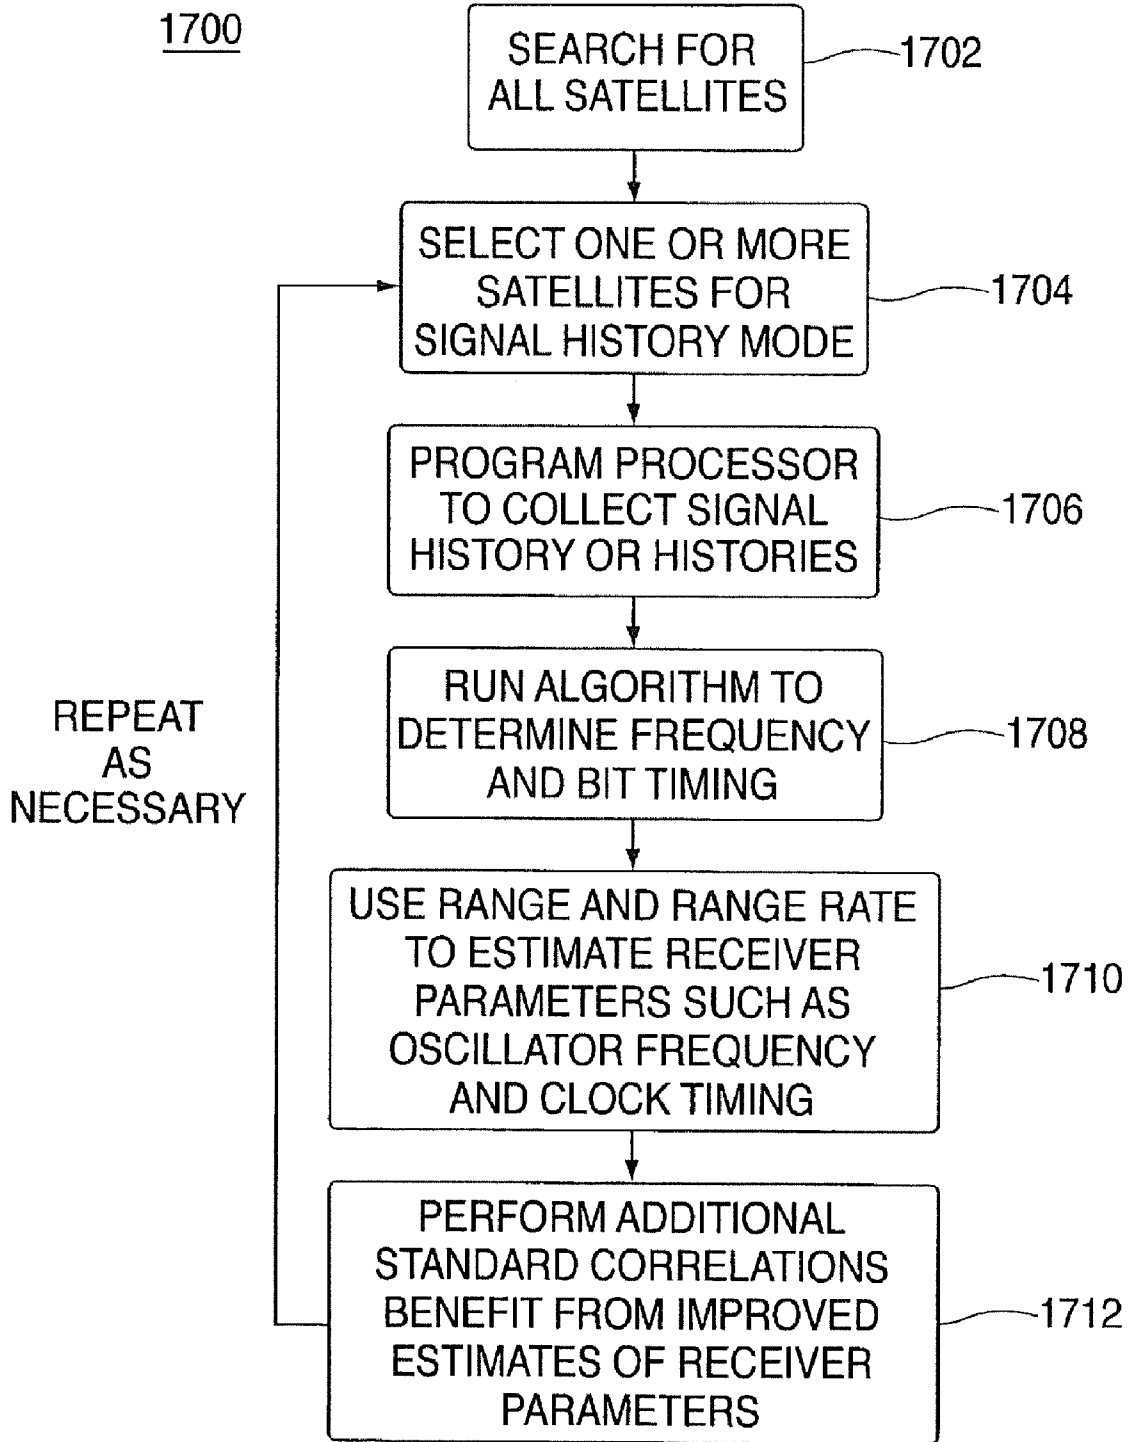 1700
SEARCH FOR
ALL SATELLITES
1702
SELECT ONE OR MORE
SATELLITES FOR
SIGNAL HISTORY MODE
1704
PROGRAM PROCESSOR
TO COLLECT SIGNAL
HISTORY OR HISTORIES
1706
RUN ALGORITHM TO
DETERMINE FREQUENCY
AND BIT TIMING
1708
REPEAT
AS
NECESSARY
USE RANGE AND RANGE RATE
TO ESTIMATE RECEIVER
PARAMETERS SUCH AS
OSCILLATOR FREQUENCY
AND CLOCK TIMING
1710
PERFORM ADDITIONAL
STANDARD CORRELATIONS
BENEFIT FROM IMPROVED
ESTIMATES OF RECEIVER
PARAMETERS
1712